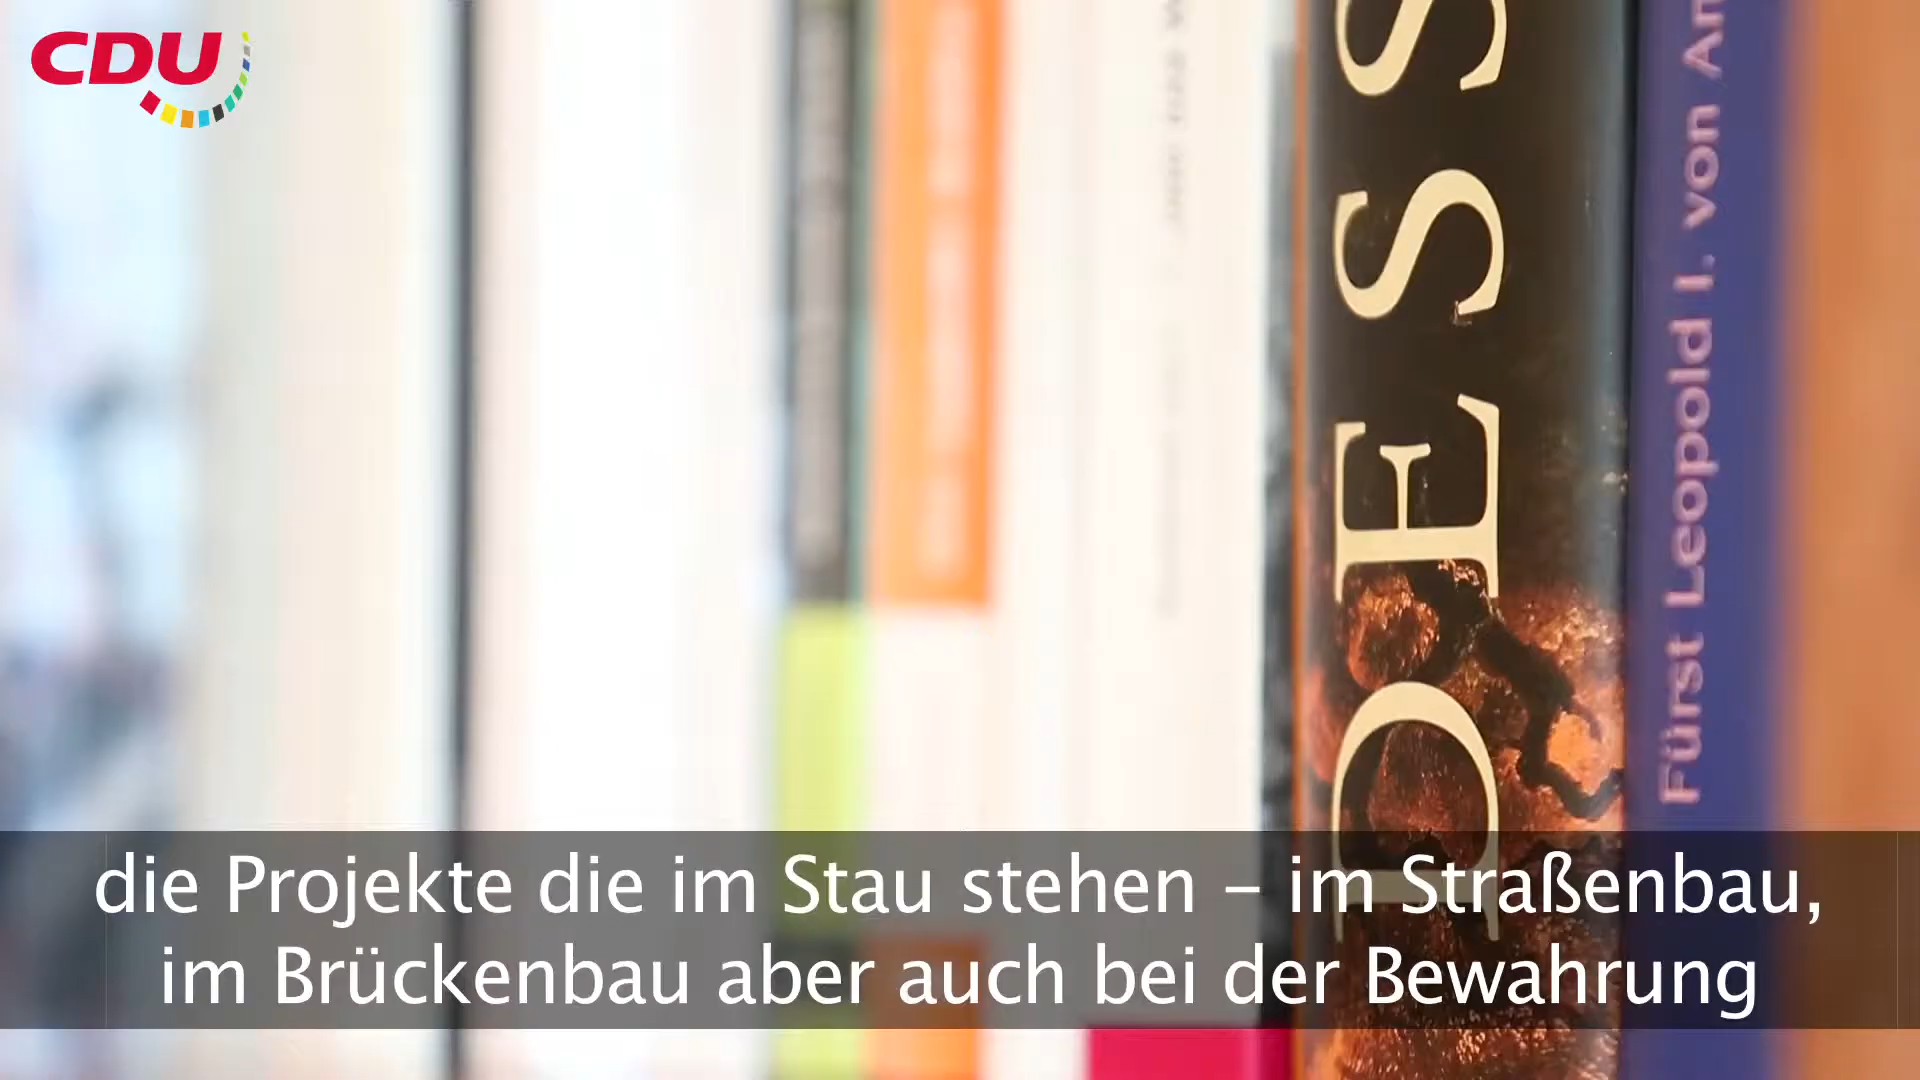 CDU
DESS
Fürst Leopold I. von An
die Projekte die im Stau stehen – im Straßenbau,
im Brückenbau aber auch bei der Bewahrung